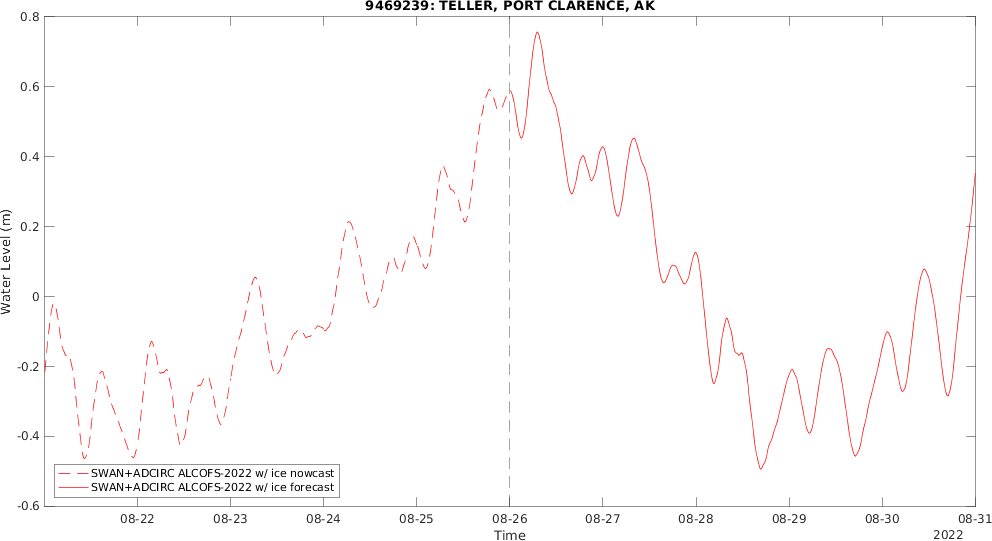 9469239: TELLER, PORT CLARENCE, AK
0.8
0.6
0.4
0.2
0
-0.2
-0.4
-0.6
Water Level (m)
SWAN+ADCIRC ALCOFS-2022 w/ ice nowcast
SWAN+ADCIRC ALCOFS-2022 w/ ice forecast
08-22 08-23 08-24 08-25 08-26 08-27 08-28 08-29 08-30 08-31
Time
2022